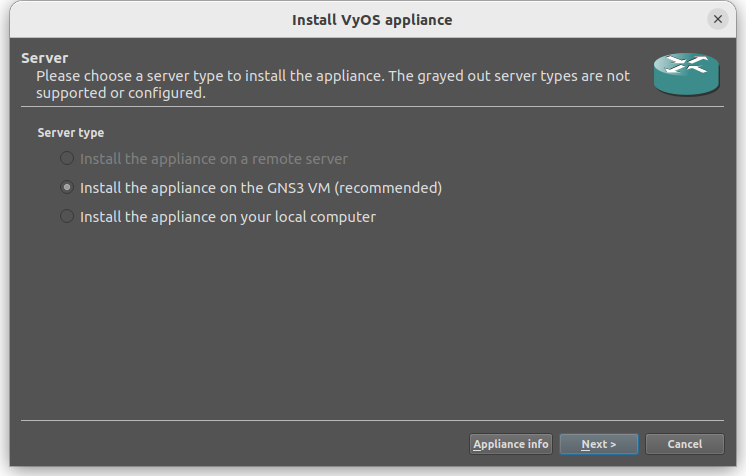 Install VyOS appliance
Server
Please choose a server type to install the appliance. The grayed out server types are not
supported or configured.
Server type
Install the appliance on a remote server
Install the appliance on the GNS3 VM (recommended)
Install the appliance on your local computer
Appliance info
Next >
Cancel